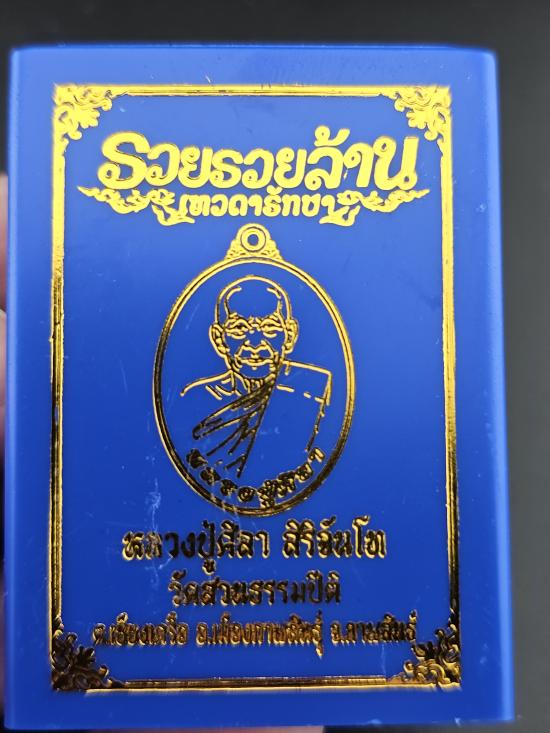 รวยรวยล้าน
เทวดารักษา
หลวงปู่ศิลา
หลวงปู่ศิลา สิริจันโท
วัดสวนธรรมปีติ
ต.เชียงเครือ อ.เมืองกาฬสินธุ์ จ.กาฬสินธุ์